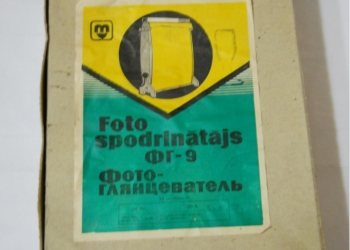 m
Foto
spodrinatajs
ФГ-9
Фото-
глянцеватель